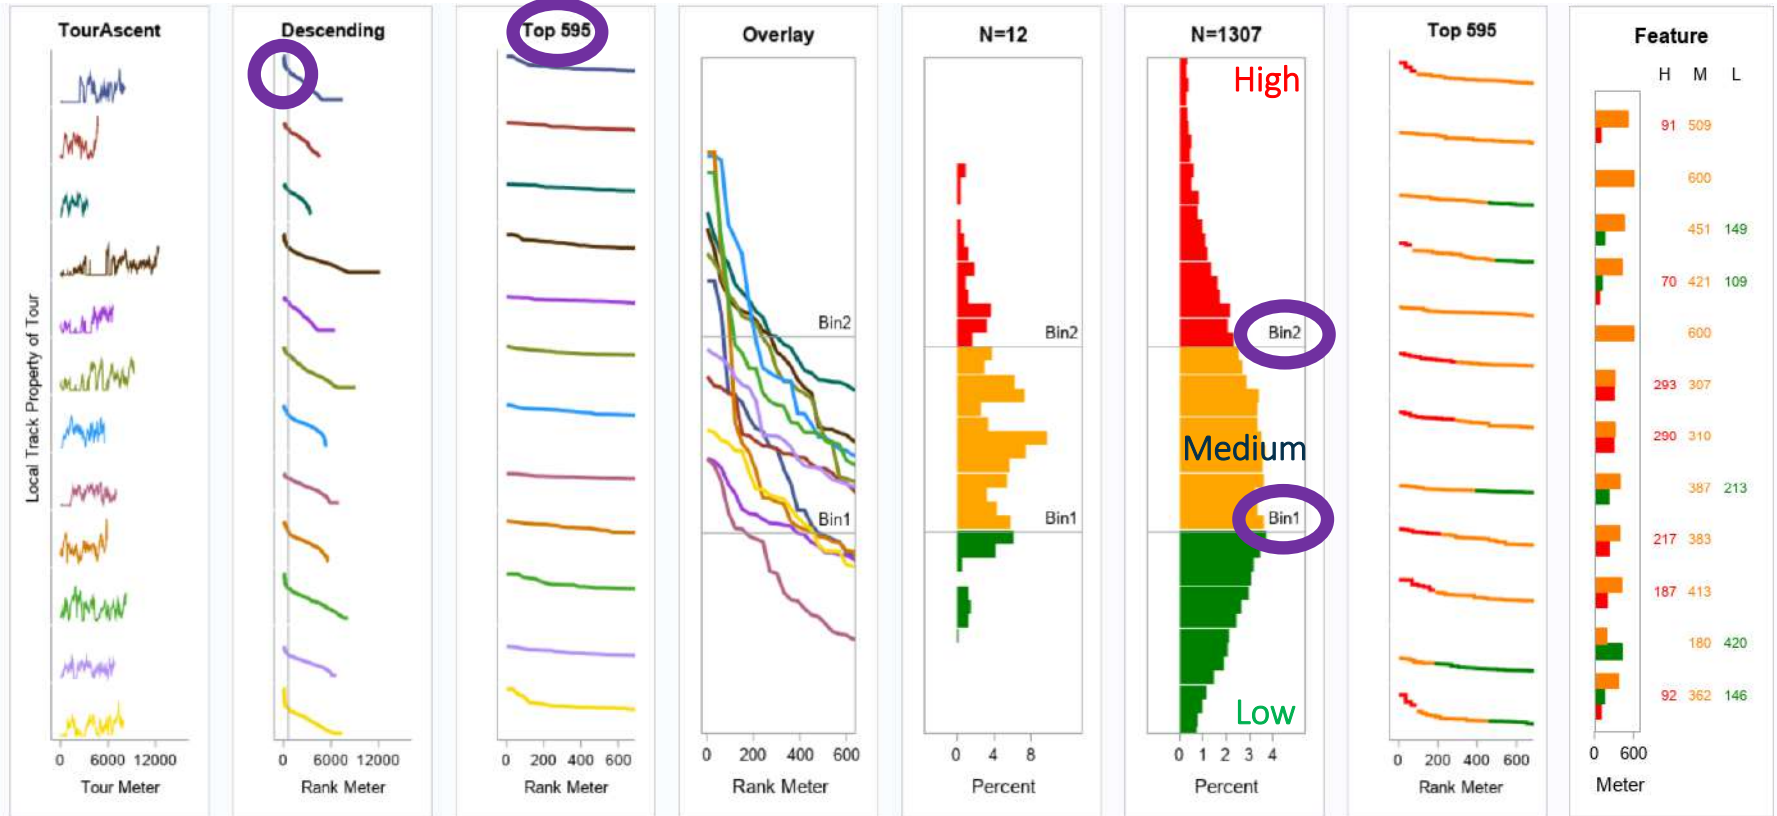 TourAscent
Local Track Property of Tour
0 6000 12000
Tour Meter
Descending
0 6000 12000
Rank Meter
Top 595
0 200 400 600
Rank Meter
Overlay
Bin2
Bin1
0 200 400 600
Rank Meter
N=12
Bin2
Bin1
0 4 8
Percent
N=1307
High
Bin2
Medium
Bin1
Low
0 1 2 3 4
Percent
Top 595
0 200 400 600
Rank Meter
Feature
H M L
91 509
600
451 149
70 421 109
600
293 307
290 310
387 213
217 383
187 413
180 420
92 362 146
0 600
Meter